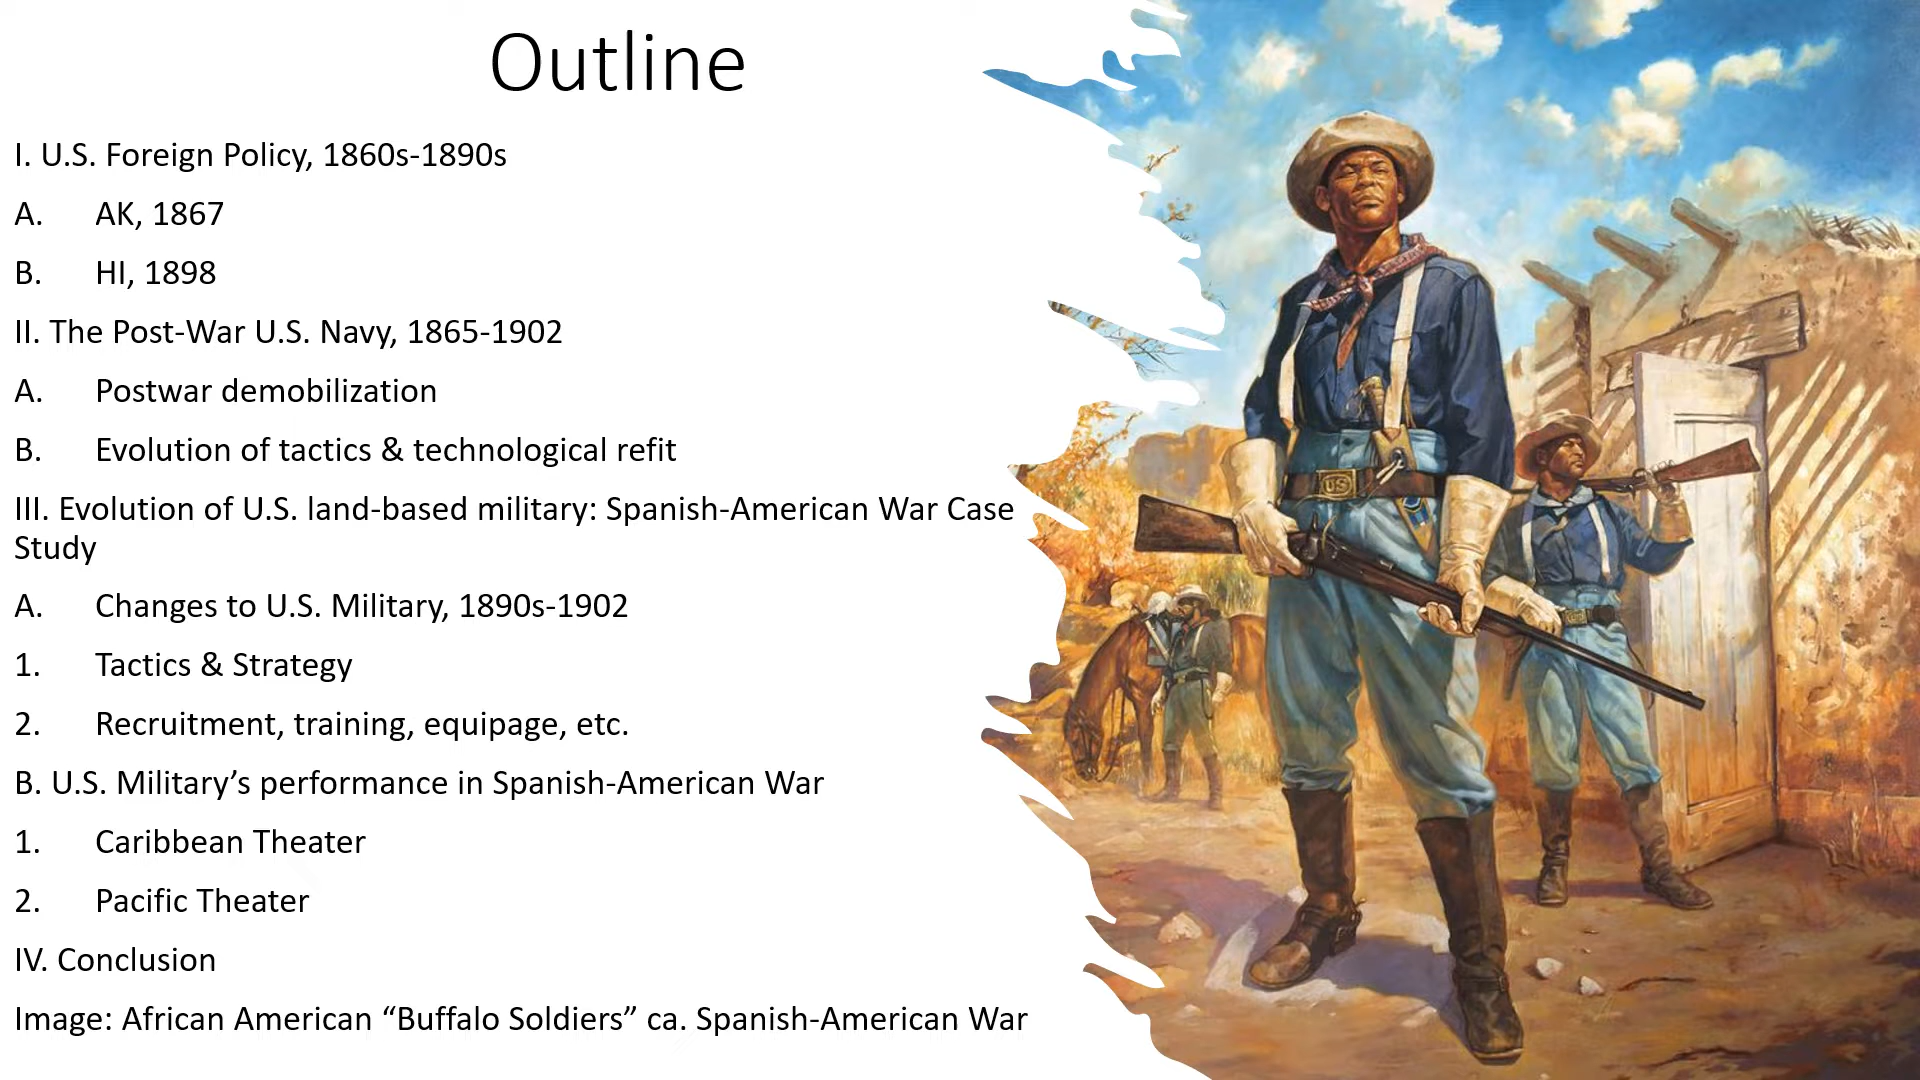 Outline
I. U.S. Foreign Policy, 1860s-1890s
A. AK, 1867
B. HI, 1898
II. The Post-War U.S. Navy, 1865-1902
A. Postwar demobilization
B. Evolution of tactics & technological refit
III. Evolution of U.S. land-based military: Spanish-American War Case
Study
A. Changes to U.S. Military, 1890s-1902
1. Tactics & Strategy
2. Recruitment, training, equipage, etc.
B. U.S. Military’s performance in Spanish-American War
1. Caribbean Theater
2. Pacific Theater
IV. Conclusion
Image: African American “Buffalo Soldiers” ca. Spanish-American War
US